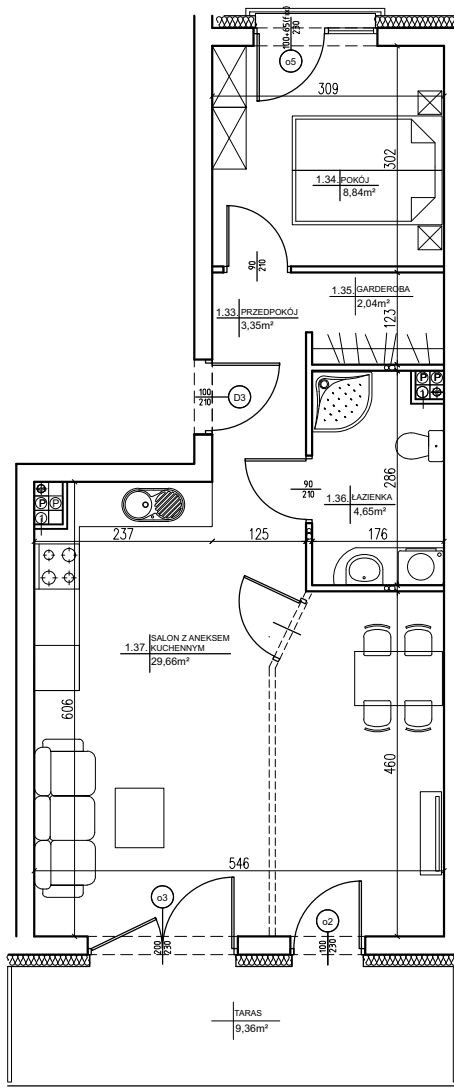 100+65(fix)
230
o5
309
302
1.34. POKÓJ
8,84m²
90
210
1.35. GARDEROBA
2,04m²
123
1.33. PRZEDPOKÓJ
3,35m²
100
210
D3
P P
1
90
210
286
1.36. ŁAZIENKA
4,65m²
P P
1
237
125
176
1.37. SALON Z ANEKSEM
KUCHENNYM
29,66m²
606
460
546
o3
200
230
o2
100
230
TARAS
9,36m²